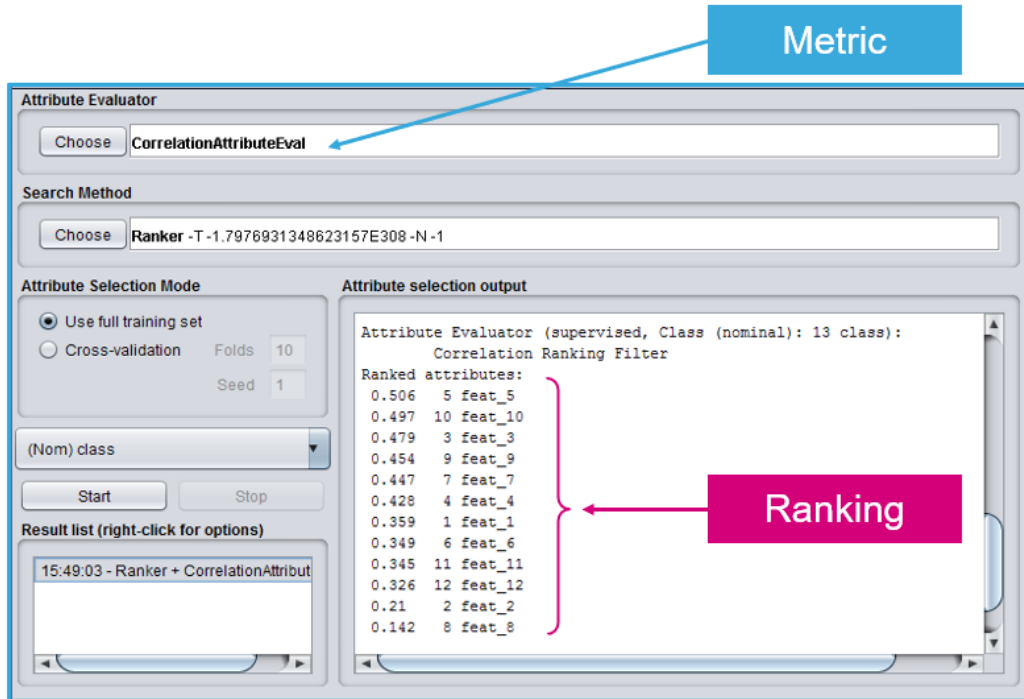 Metric
Attribute Evaluator
Choose CorrelationAttributeEval
Search Method
Choose Ranker -T -1.7976931348623157E308 -N -1
Attribute Selection Mode
Use full training set
Cross-validation Folds 10
Seed 1
(Nom) class
Start Stop
Result list (right-click for options)
15:49:03 - Ranker + CorrelationAttribut
Attribute selection output
Attribute Evaluator (supervised, Class (nominal): 13 class):
Correlation Ranking Filter
Ranked attributes:
0.506 5 feat_5
0.497 10 feat_10
0.479 3 feat_3
0.454 9 feat_9
0.447 7 feat_7
0.428 4 feat_4
0.359 1 feat_1
0.349 6 feat_6
0.345 11 feat_11
0.326 12 feat_12
0.21 2 feat_2
0.142 8 feat_8
Ranking